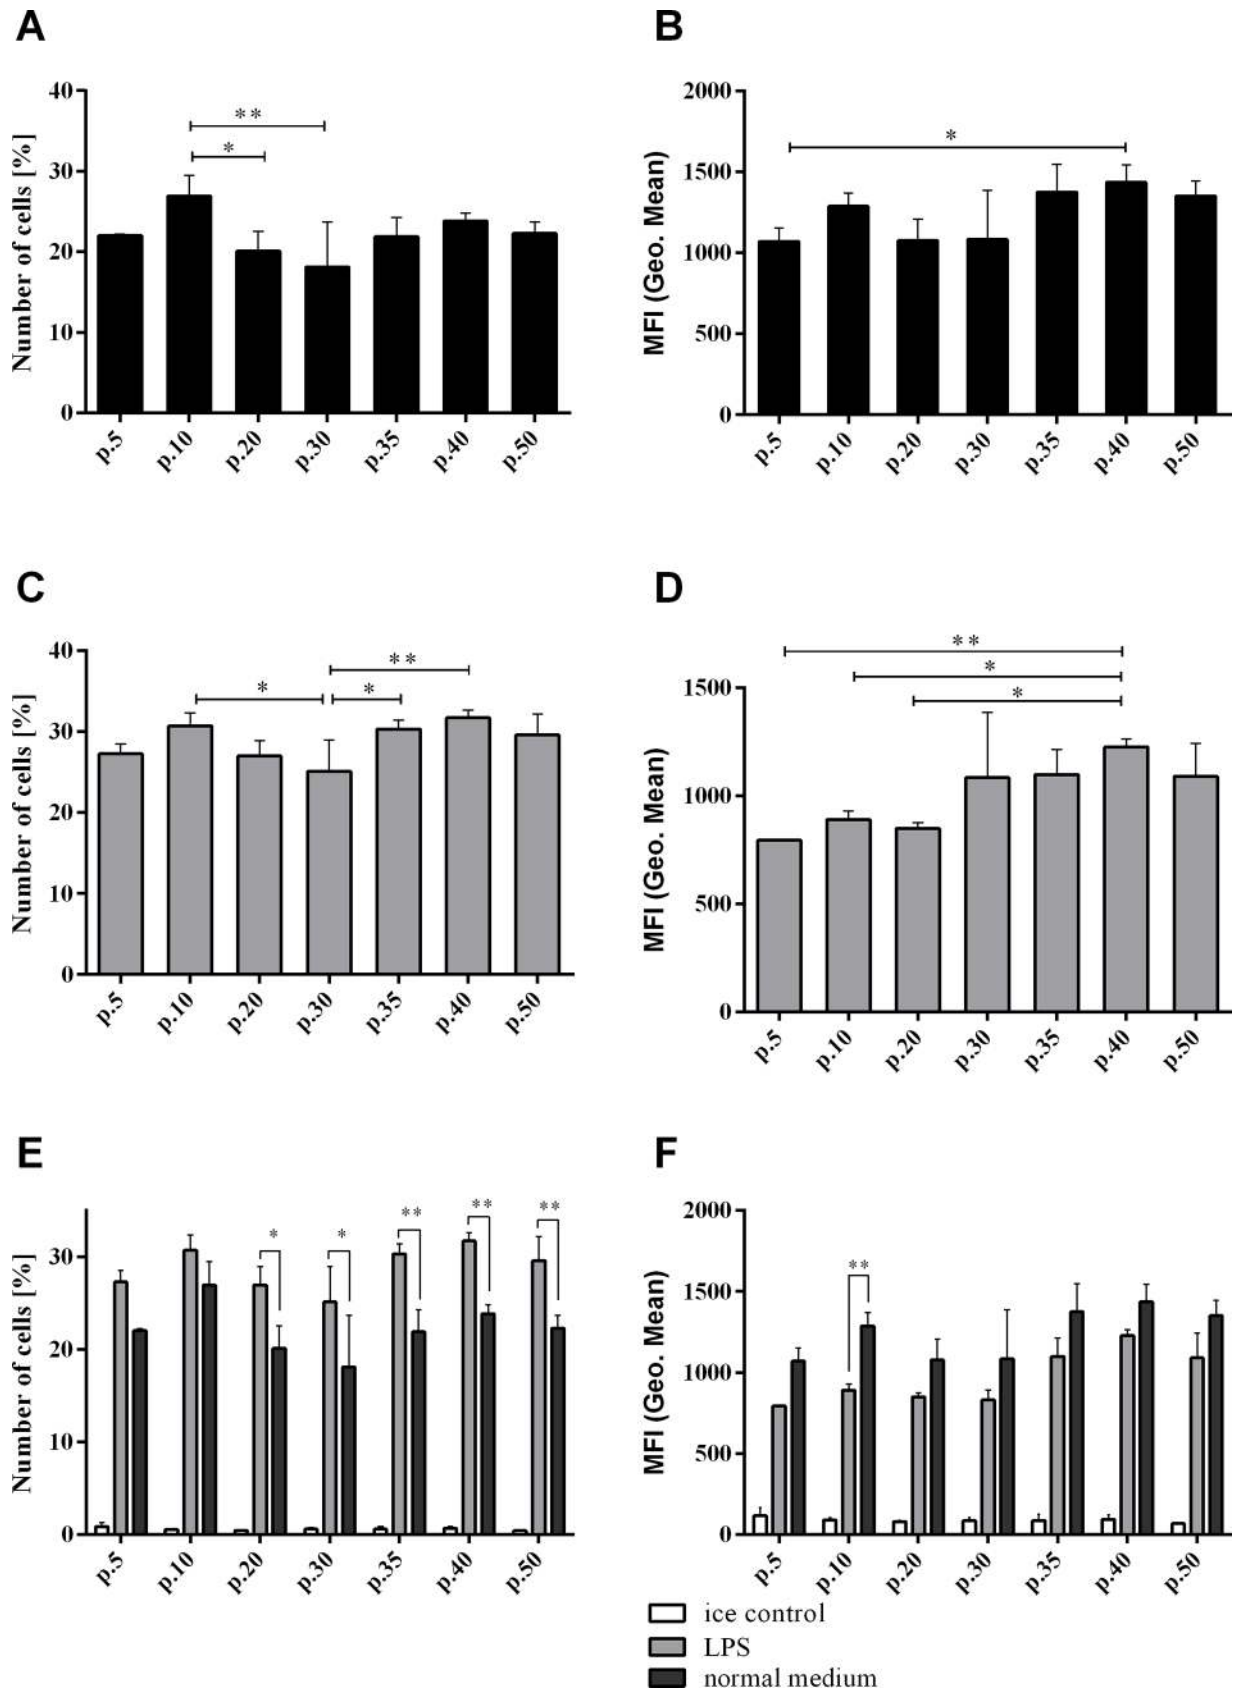 A
Number of cells [%]
40
30
20
10
0
**
*
p.5 p.10 p.20 p.30 p.35 p.40 p.50
B
MFI (Geo. Mean)
2000
1500
1000
500
0
*
p.5 p.10 p.20 p.30 p.35 p.40 p.50
C
Number of cells [%]
40
30
20
10
0
**
* *
p.5 p.10 p.20 p.30 p.35 p.40 p.50
D
MFI (Geo. Mean)
1500
1000
500
0
**
*
*
p.5 p.10 p.20 p.30 p.35 p.40 p.50
E
Number of cells [%]
30
20
10
0
* * ** ** **
p.5 p.10 p.20 p.30 p.35 p.40 p.50
F
MFI (Geo. Mean)
2000
1500
1000
500
0
**
p.5 p.10 p.20 p.30 p.35 p.40 p.50
ice control
LPS
normal medium